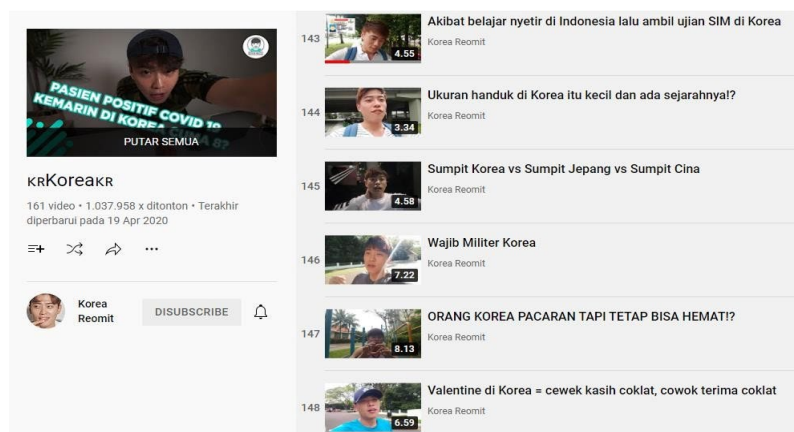 PASIEN POSITIF COVID 19
KEMARIN DI KOREA CUMA 8?
PUTAR SEMUA
KRKoreaKR
161 video • 1.037.958 x ditonton • Terakhir
diperbarui pada 19 Apr 2020
Korea
Reomit
DISUBSCRIBE
143
4.55
Akibat belajar nyetir di Indonesia lalu ambil ujian SIM di Korea
Korea Reomit
144
3.34
Ukuran handuk di Korea itu kecil dan ada sejarahnya!?
Korea Reomit
145
4.58
Sumpit Korea vs Sumpit Jepang vs Sumpit Cina
Korea Reomit
146
7.22
Wajib Militer Korea
Korea Reomit
147
8.13
ORANG KOREA PACARAN TAPI TETAP BISA HEMAT!?
Korea Reomit
148
6.59
Valentine di Korea = cewek kasih coklat, cowok terima coklat
Korea Reomit